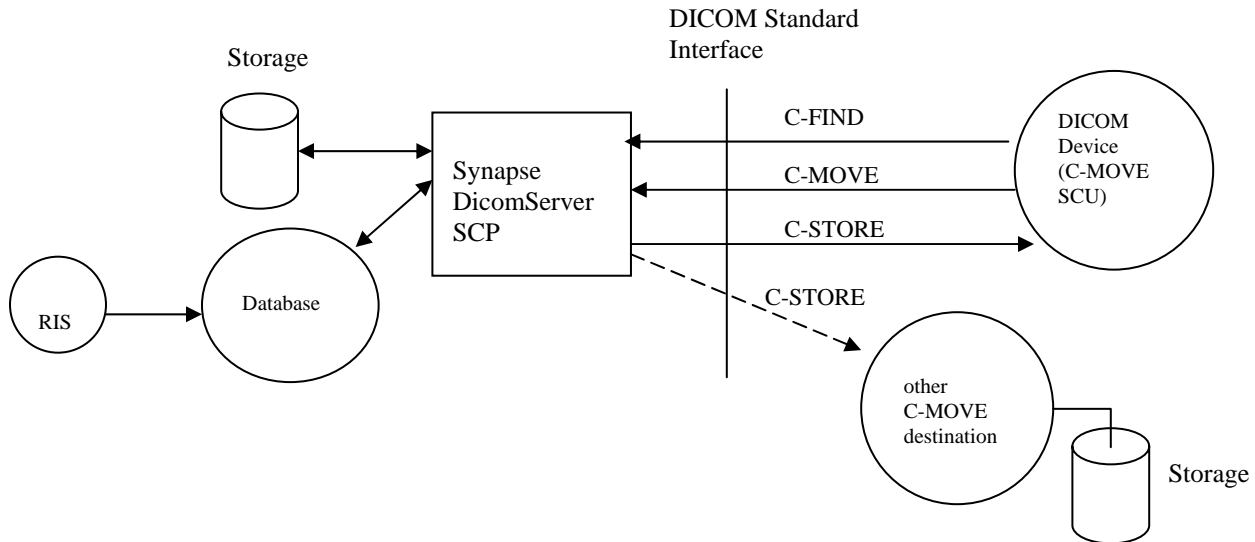 DICOM Standard
Interface
Storage
C-FIND
DICOM
Device
(C-MOVE
SCU)
Synapse
DicomServer
SCP
C-MOVE
C-STORE
C-STORE
Database
RIS
other
C-MOVE
destination
Storage